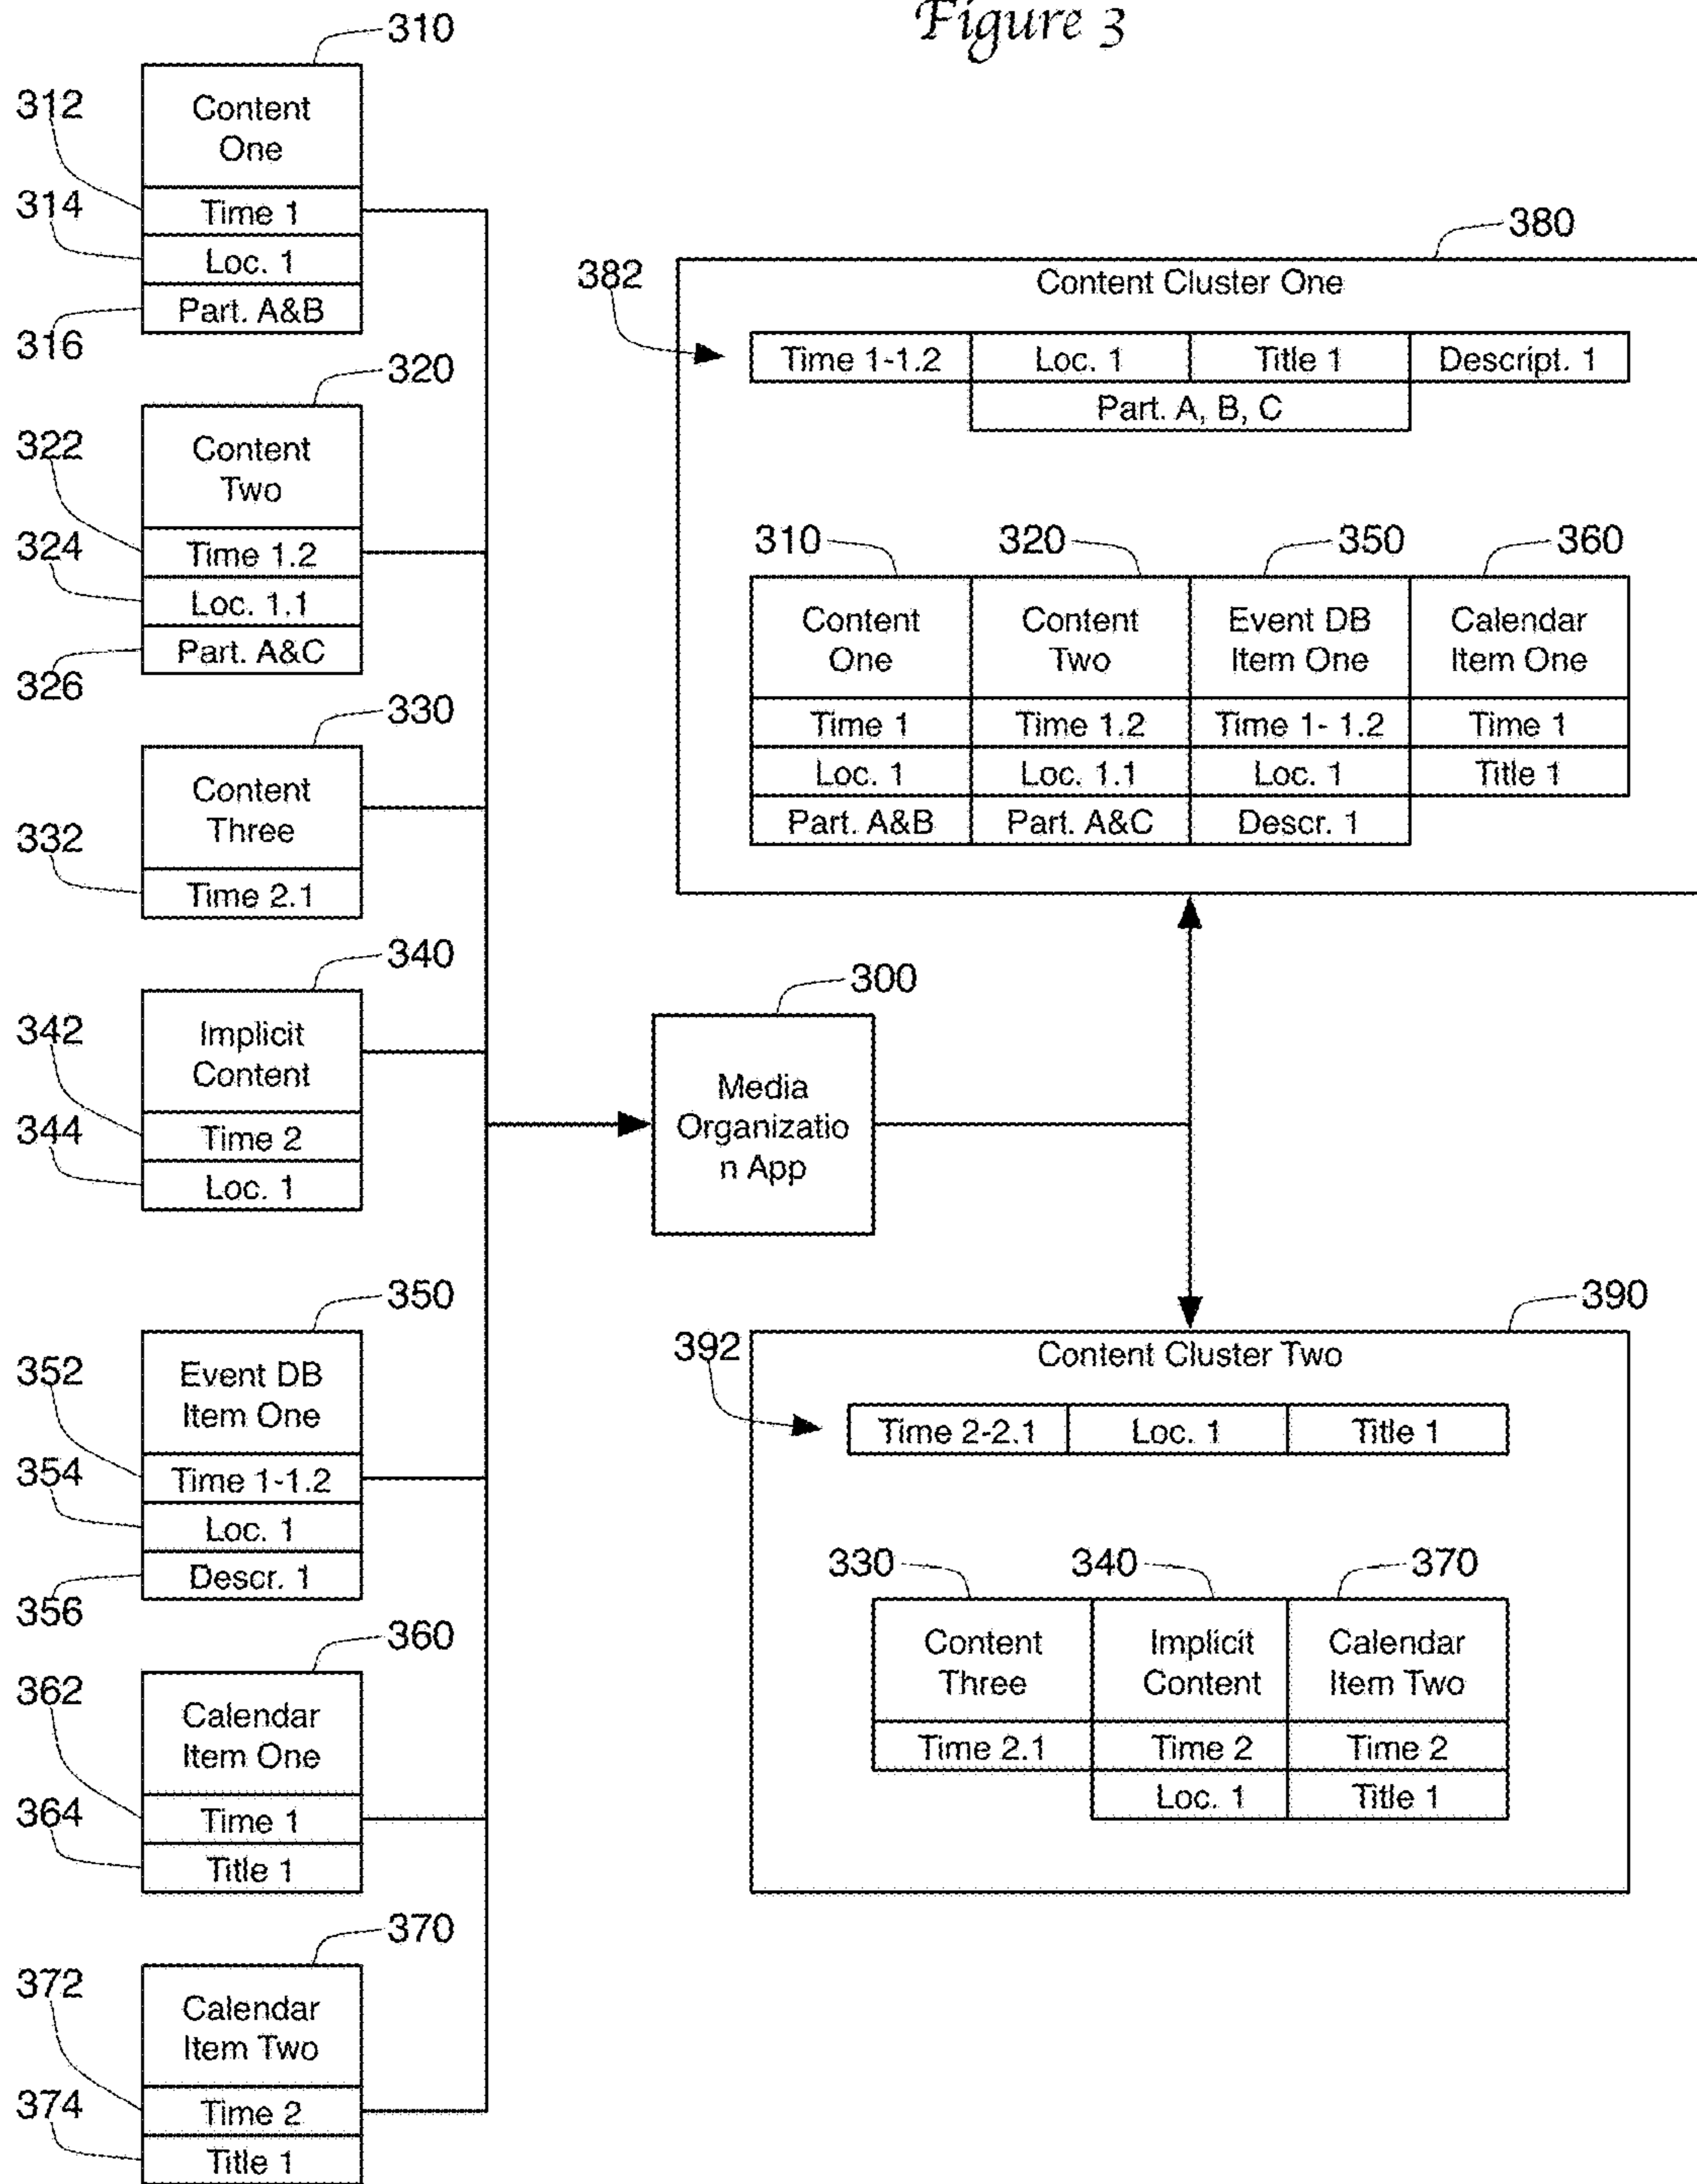 Figure 3
310
312
Content
One
314
Time 1
Loc. 1
Part. A&B
316
320
322
Content
Two
324
Time 1.2
Loc. 1.1
Part. A&C
326
330
Content
Three
332
Time 2.1
340
342
Implicit
Content
344
Time 2
Loc. 1
350
352
Event DB
Item One
354
Time 1-1.2
Loc. 1
Descr. 1
356
360
362
Calendar
Item One
364
Time 1
Title 1
370
372
Calendar
Item Two
374
Time 2
Title 1
300
Media
Organizatio
n App
380
Content Cluster One
382
Time 1-1.2 Loc. 1 Title 1 Descript. 1
Part. A, B, C
310 320 350 360
Content Content Event DB Calendar
One Two Item One Item One
Time 1 Time 1.2 Time 1- 1.2 Time 1
Loc. 1 Loc. 1.1 Loc. 1 Title 1
Part. A&B Part. A&C Descr. 1
390
Content Cluster Two
392
Time 2-2.1 Loc. 1 Title 1
330 340 370
Content Implicit Calendar
Three Content Item Two
Time 2.1 Time 2 Time 2
Loc. 1 Title 1